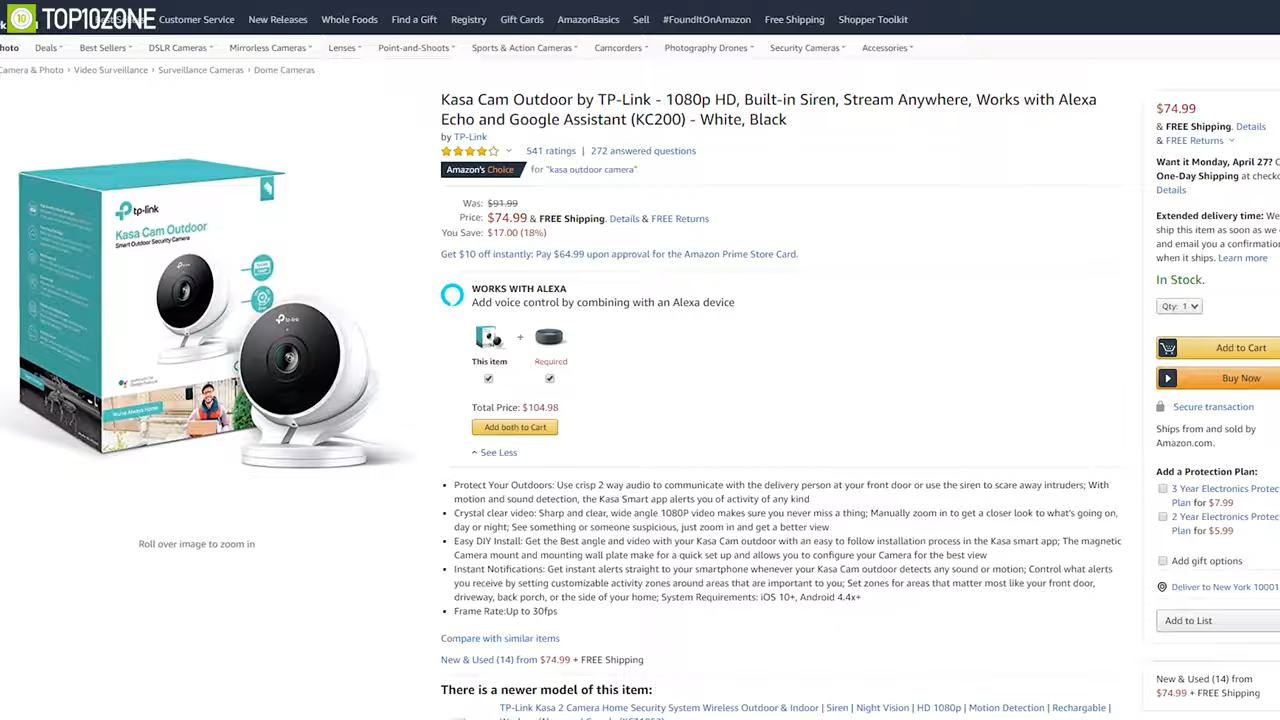 TOP10ZONE
Customer Service New Releases Whole Foods Find a Gift Registry Gift Cards AmazonBasics Sell #FoundItOnAmazon Free Shipping Shopper Toolkit
hoto Deals Best Sellers DSLR Cameras Mirrorless Cameras Lenses Point-and-Shoots Sports & Action Cameras Camcorders Photography Drones Security Cameras Accessories
Camera & Photo › Video Surveillance › Surveillance Cameras › Dome Cameras
tp-link
Kasa Cam Outdoor
Smart Outdoor Security Camera
You're Always Home
tp-link
Roll over image to zoom in
Kasa Cam Outdoor by TP-Link - 1080p HD, Built-in Siren, Stream Anywhere, Works with Alexa
Echo and Google Assistant (KC200) - White, Black
by TP-Link
541 ratings | 272 answered questions
Amazon's Choice for "kasa outdoor camera"
Was: $91.99
Price: $74.99 & FREE Shipping. Details & FREE Returns
You Save: $17.00 (18%)
Get $10 off instantly: Pay $64.99 upon approval for the Amazon Prime Store Card.
WORKS WITH ALEXA
Add voice control by combining with an Alexa device
+
This item Required
Total Price: $104.98
Add both to Cart
See Less
• Protect Your Outdoors: Use crisp 2 way audio to communicate with the delivery person at your front door or use the siren to scare away intruders; With
motion and sound detection, the Kasa Smart app alerts you of activity of any kind
• Crystal clear video: Sharp and clear, wide angle 1080P video makes sure you never miss a thing; Manually zoom in to get a closer look to what's going on,
day or night; See something or someone suspicious, just zoom in and get a better view
• Easy DIY Install: Get the Best angle and video with your Kasa Cam outdoor with an easy to follow installation process in the Kasa smart app; The magnetic
Camera mount and mounting wall plate make for a quick set up and allows you to configure your Camera for the best view
• Instant Notifications: Get instant alerts straight to your smartphone whenever your Kasa Cam outdoor detects any sound or motion; Control what alerts
you receive by setting customizable activity zones around areas that are important to you; Set zones for areas that matter most like your front door,
driveway, back porch, or the side of your home; System Requirements: iOS 10+, Android 4.4x+
• Frame Rate:Up to 30fps
Compare with similar items
New & Used (14) from $74.99 + FREE Shipping
There is a newer model of this item:
TP-Link Kasa 2 Camera Home Security System Wireless Outdoor & Indoor | Siren | Night Vision | HD 1080p | Motion Detection | Rechargable |
$74.99
& FREE Shipping. Details
& FREE Returns
Want it Monday, April 27?
One-Day Shipping at checko
Details
Extended delivery time: We
ship this item as soon as we
and email you a confirmation
when it ships. Learn more
In Stock.
Qty: 1
Add to Cart
Buy Now
Secure transaction
Ships from and sold by
Amazon.com.
Add a Protection Plan:
3 Year Electronics Protec
Plan for $7.99
2 Year Electronics Protec
Plan for $5.99
Add gift options
Deliver to New York 10001
Add to List
New & Used (14) from
$74.99 + FREE Shipping